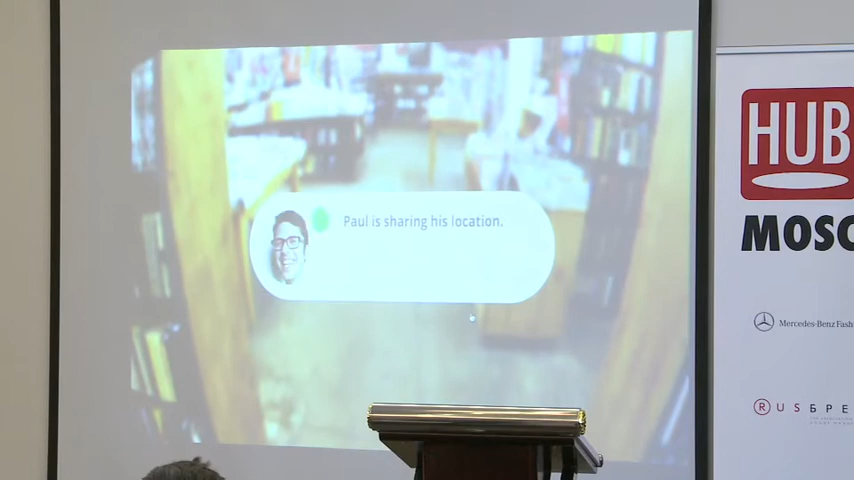 Paul is sharing his location.
HUB
MOSC
Mercedes-Benz Fash
RUSБРЕ